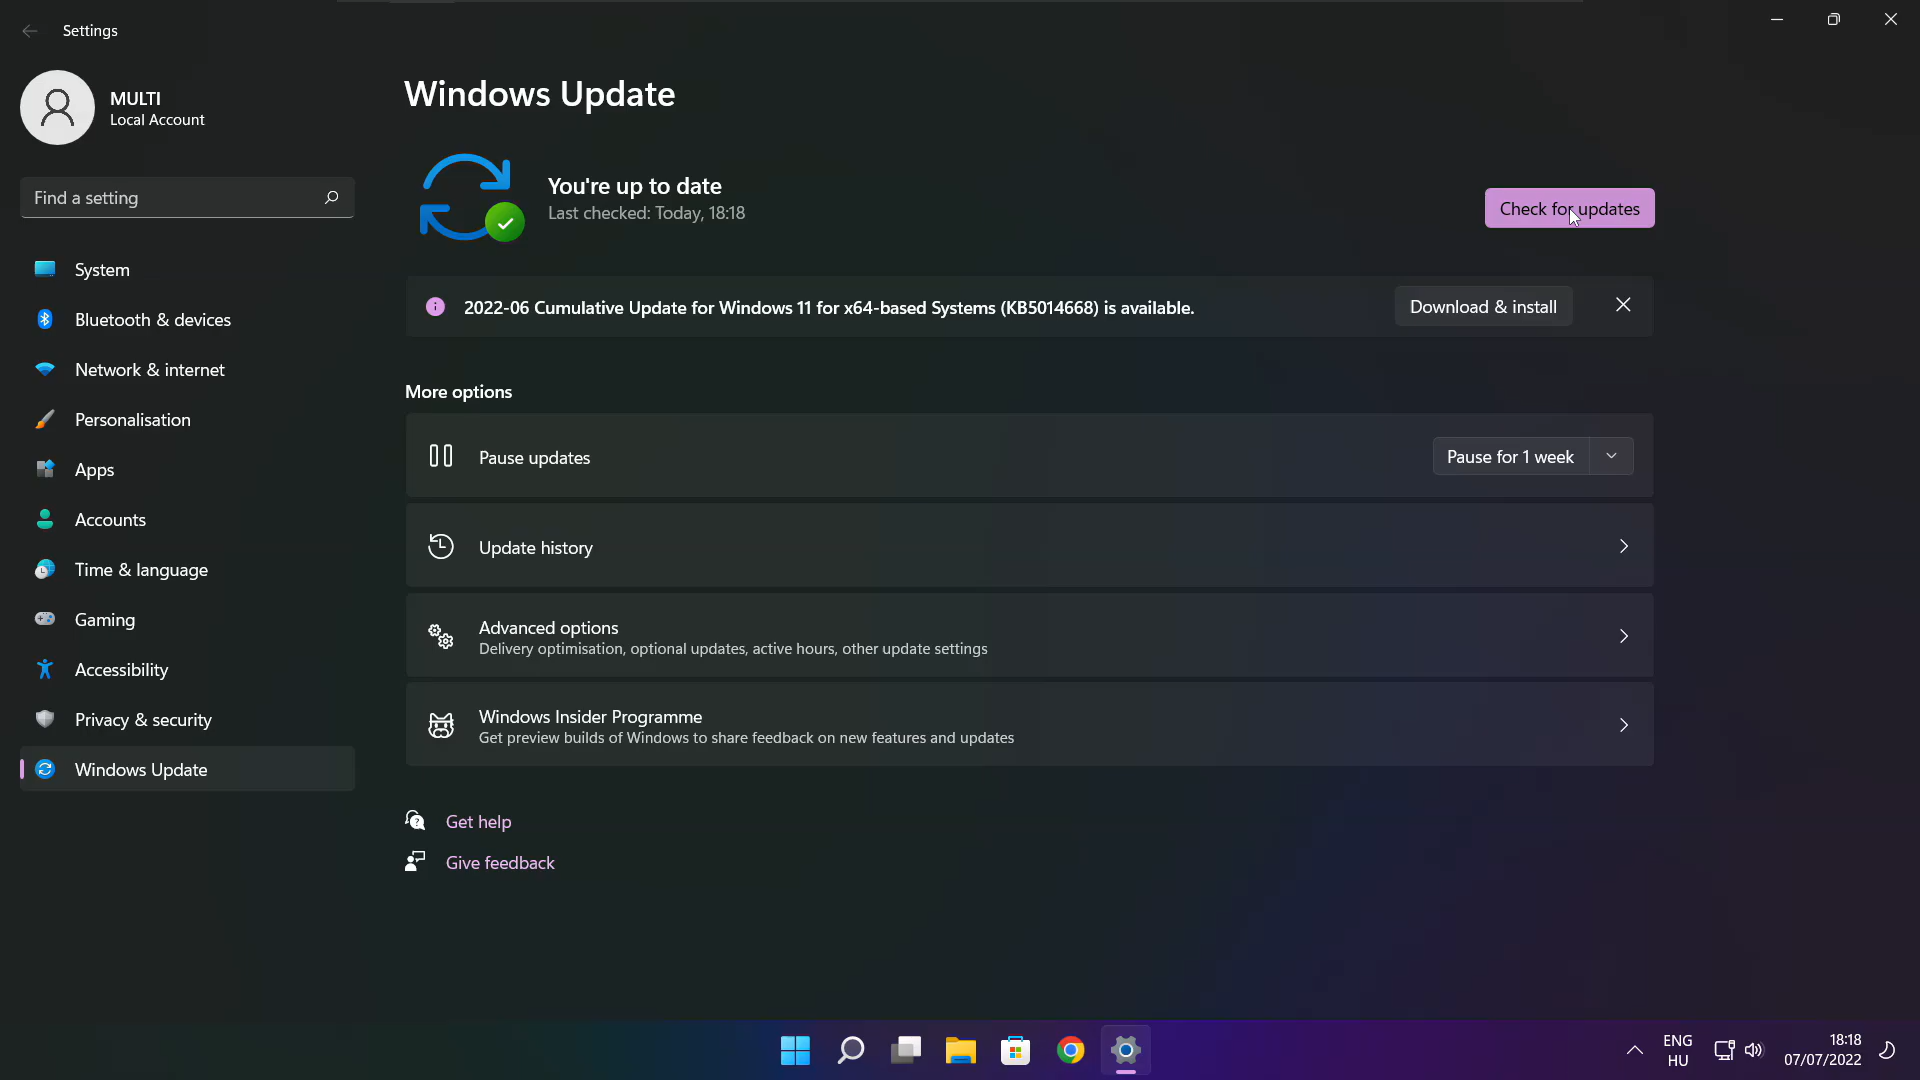 Settings
MULTI
Local Account
Find a setting
System
Bluetooth & devices
Network & internet
Personalisation
Apps
Accounts
Time & language
Gaming
Accessibility
Privacy & security
Windows Update
Windows Update
You're up to date
Last checked: Today, 18:18
Check for updates
2022-06 Cumulative Update for Windows 11 for x64-based Systems (KB5014668) is available.
Download & install
More options
Pause updates
Pause for 1 week
Update history
Advanced options
Delivery optimisation, optional updates, active hours, other update settings
Windows Insider Programme
Get preview builds of Windows to share feedback on new features and updates
Get help
Give feedback
ENG
HU
18:18
07/07/2022